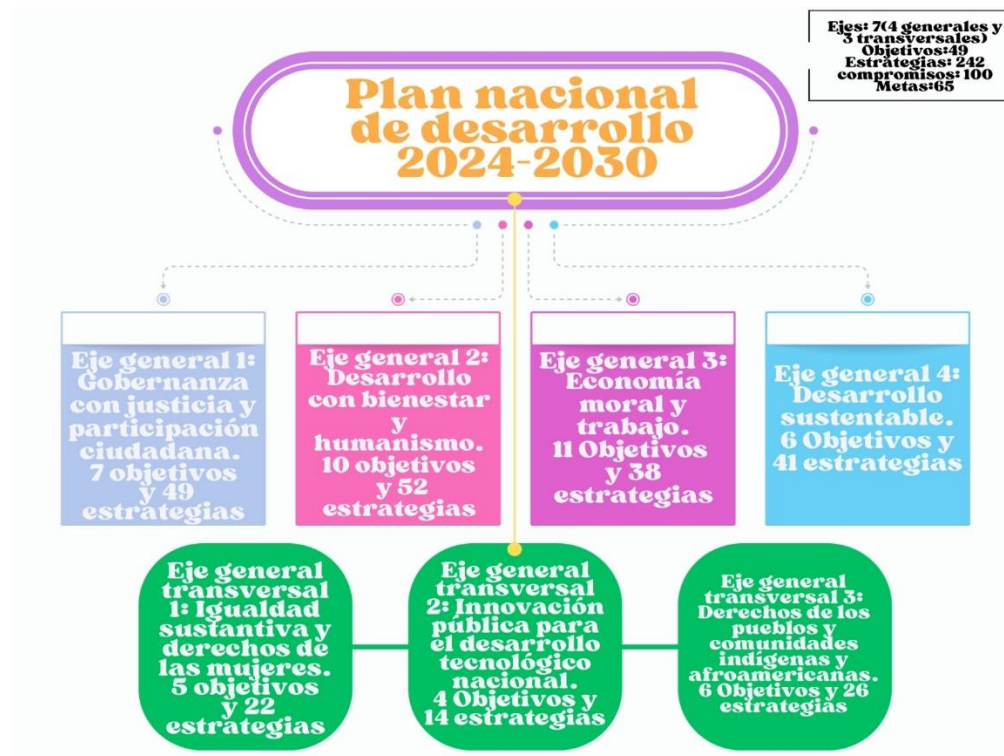 Ejes: 7(4 generales y
3 transversales)
Objetivos:49
Estrategias: 242
compromisos: 100
Metas:65
Plan nacional
de desarrollo
2024-2030
Eje general 1:
Gobernanza
con justicia y
participación
ciudadana.
7 objetivos
y 49
estrategias
Eje general 2:
Desarrollo
con bienestar
y
humanismo.
10 objetivos
y 52
estrategias
Eje general 3:
Economía
moral y
trabajo.
11 Objetivos
y 38
estrategias
Eje general 4:
Desarrollo
sustentable.
6 Objetivos y
41 estrategias
Eje general
transversal
1: Igualdad
sustantiva y
derechos de
las mujeres.
5 objetivos
y 22
estrategias
Eje general
transversal
2: Innovación
pública para
el desarrollo
tecnológico
nacional.
4 Objetivos y
14 estrategias
Eje general
transversal 3:
Derechos de los
pueblos y
comunidades
indígenas y
afroamericanas.
6 Objetivos y 26
estrategias